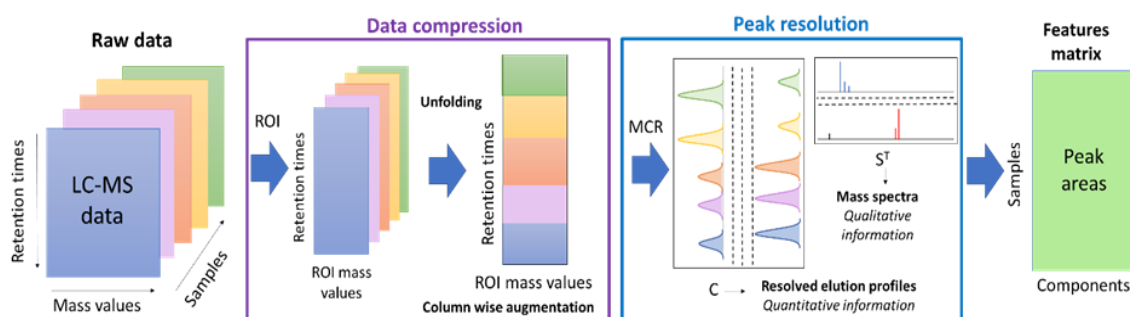 Raw data
Retention times
LC-MS
data
Mass values
Samples
Data compression
ROI
Retention times
ROI mass
values
Unfolding
Retention times
ROI mass values
Column wise augmentation
Peak resolution
MCR
C
Resolved elution profiles
Quantitative information
Sᵀ
Mass spectra
Qualitative
information
Features
matrix
Samples
Peak
areas
Components